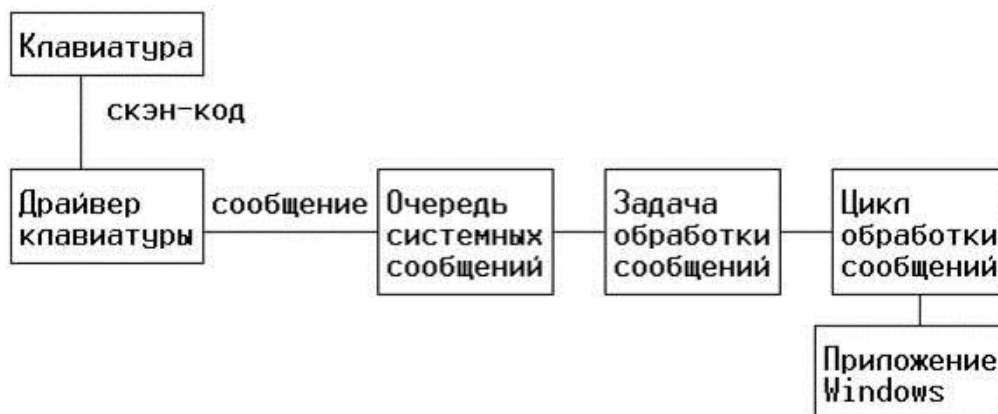 Клавиатура
скэн-код
Драйвер
клавиатуры
сообщение
Очередь
системных
сообщений
Задача
обработки
сообщений
Цикл
обработки
сообщений
Приложение
Windows